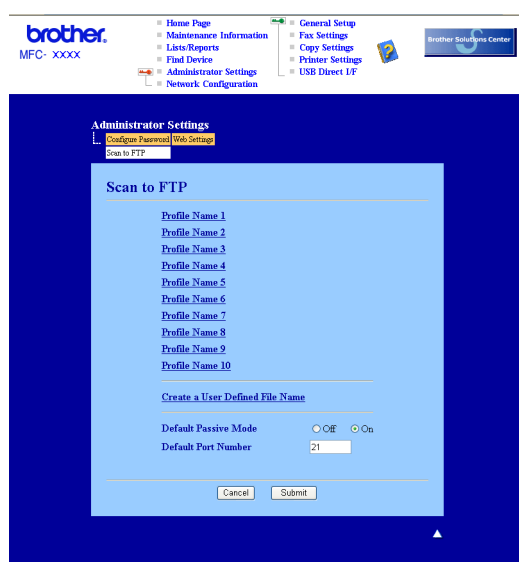 brother.
MFC- XXXX
Home Page
Maintenance Information
Lists/Reports
Find Device
Administrator Settings
Network Configuration
General Setup
Fax Settings
Copy Settings
Printer Settings
USB Direct I/F
Brother Solutions Center
Administrator Settings
Configure Password Web Settings
Scan to FTP
Scan to FTP
Profile Name 1
Profile Name 2
Profile Name 3
Profile Name 4
Profile Name 5
Profile Name 6
Profile Name 7
Profile Name 8
Profile Name 9
Profile Name 10
Create a User Defined File Name
Default Passive Mode Off On
Default Port Number 21
Cancel Submit